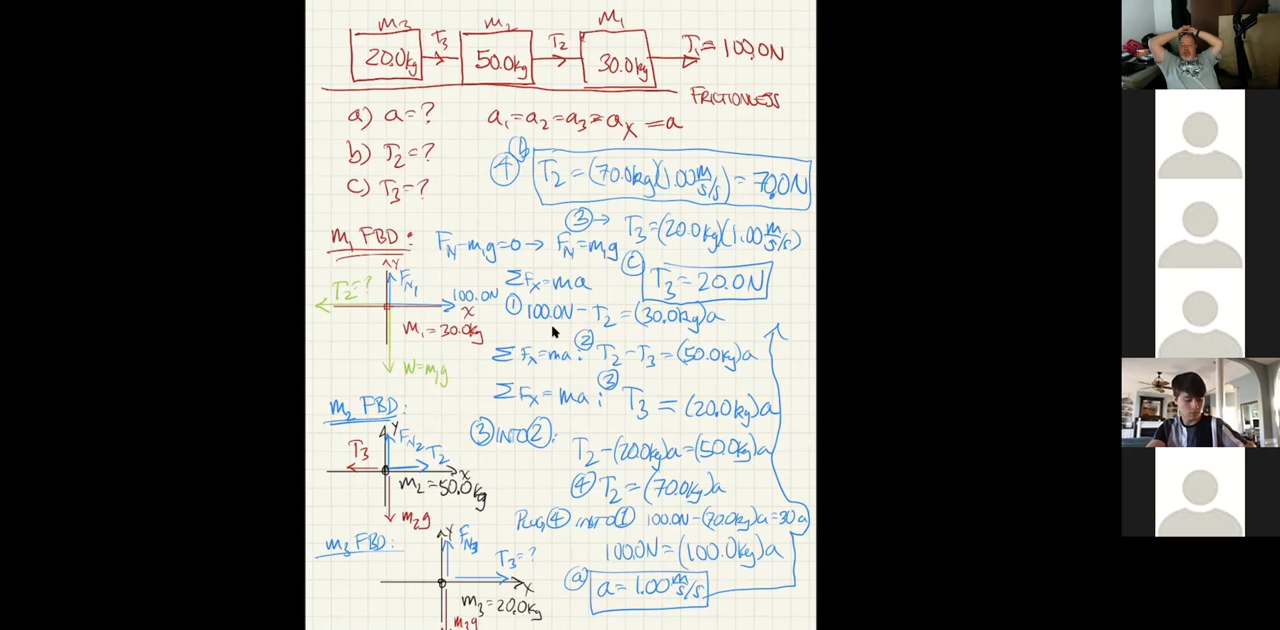 m3 m2 M1
20.0kg T3 50.0kg T2 30.0kg T1 = 100.0N
FRICTIONLESS
a) a=? a1=a2=a3=ax=a
b) T2=?
④ b T2=(70.0kg)(1.00 m/s/s)=70.0N
c) T3=?
③→ T3=(20.0kg)(1.00 m/s/s)
m1 FBD: FN-m1g=0→ FN=m1g
c T3=20.0N
Y FN1 T2=? 100.0N X
ΣFx=ma
① 100.0N-T2=(30.0kg)a
M1=30.0kg
ΣFx=ma: ② T2-T3=(50.0kg)a
W=m1g
ΣFx=ma: ③ T3=(20.0kg)a
m2 FBD:
③ INTO ②:
Y FN2 T3 T2 X
T2-(20.0kg)a=(50.0kg)a
m2=50.0kg
④ T2=(70.0kg)a
m2g
PLUG ④ INTO ① 100.0N-(70.0kg)a=30a
m3 FBD:
Y FN3
100.0N=(100.0kg)a
T3=? X
a a=1.00 m/s/s
m3=20.0kg